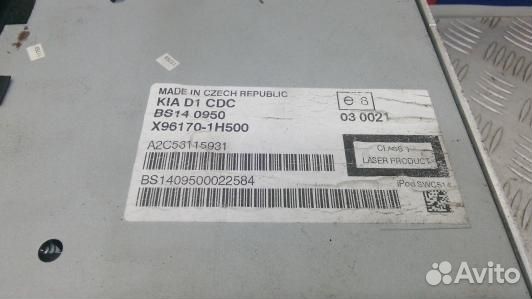 MADE IN CZECH REPUBLIC
KIA D1 CDC
BS14 0950
X96170-1H500
e 8
03 0021
A2C53115931
CLASS 1
LASER PRODUCT
BS1409500022584
iPod SWC514
Avito